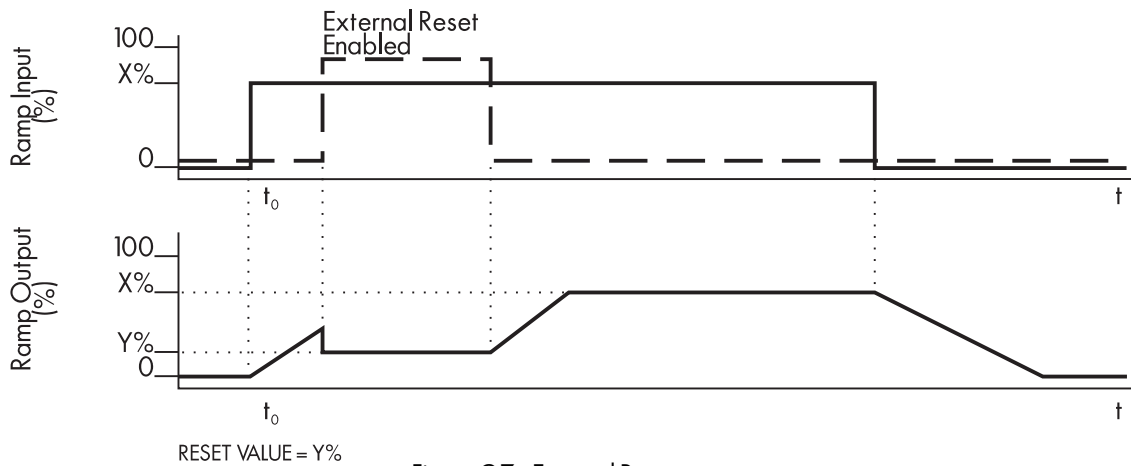 External Reset
Enabled
Ramp Input
(%)
100
X%
0
t₀
t
Ramp Output
(%)
100
X%
Y%
0
t₀
t
RESET VALUE = Y%